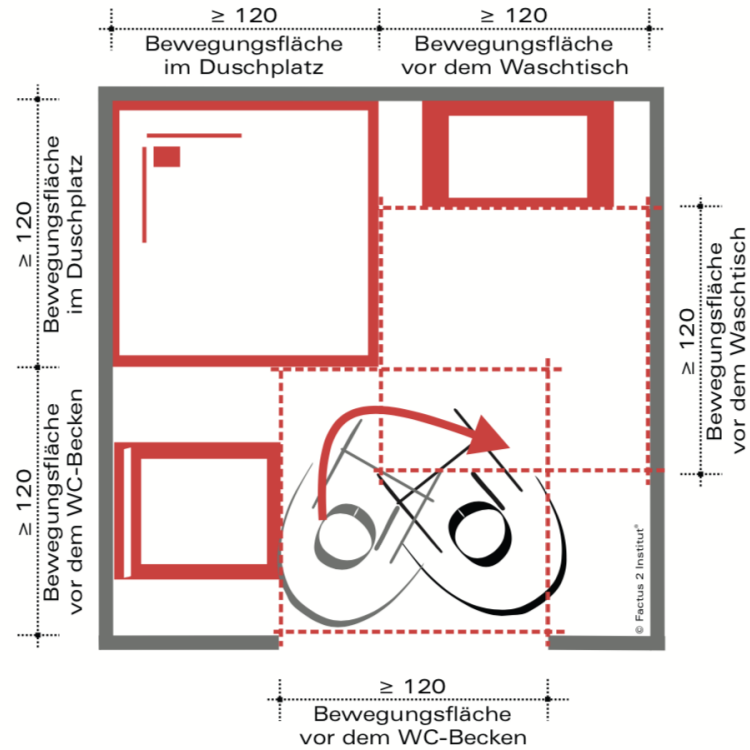 ≥ 120
Bewegungsfläche
im Duschplatz
≥ 120
Bewegungsfläche
vor dem Waschtisch
≥ 120
Bewegungsfläche
im Duschplatz
≥ 120
Bewegungsfläche
vor dem Waschtisch
≥ 120
Bewegungsfläche
vor dem WC-Becken
© Factus 2 Institut®
≥ 120
Bewegungsfläche
vor dem WC-Becken